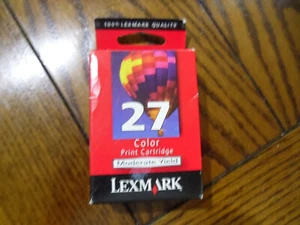 100% LEXMARK QUALITY
27
Color
Print Cartridge
Moderate Yield
LEXMARK